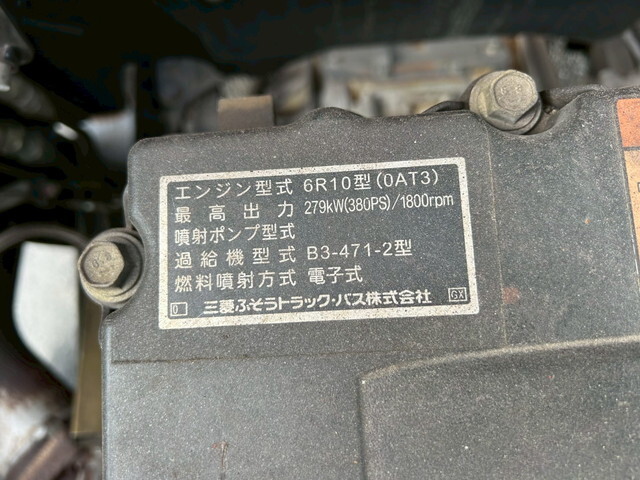 エンジン型式 6R10型(0AT3)
最高出力 279kW(380PS)/1800rpm
噴射ポンプ型式
過給機型式 B3-471-2型
燃料噴射方式 電子式
0 三菱ふそうトラック・バス株式会社 GX